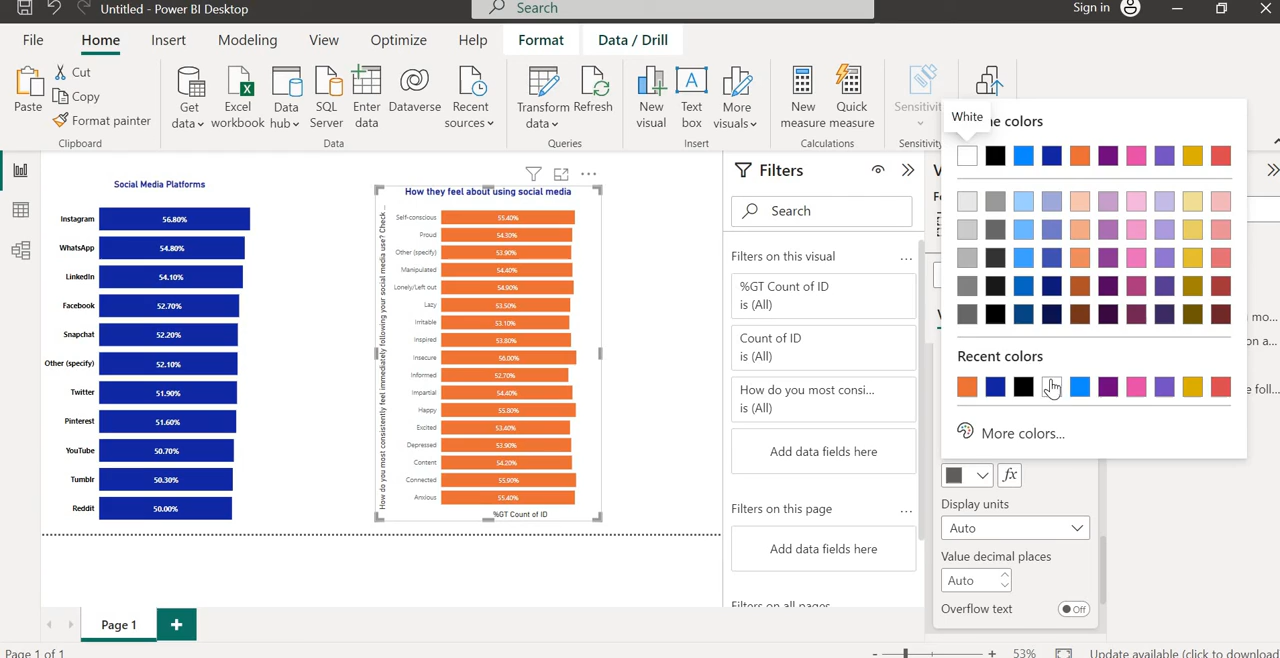 Untitled - Power BI Desktop
Search
Sign in
File
Home
Insert
Modeling
View
Optimize
Help
Format
Data / Drill
Paste
Cut
Copy
Format painter
Clipboard
Get data
Excel workbook
Data hub
SQL Server
Enter data
Dataverse
Recent sources
Data
Transform data
Refresh
Queries
New visual
Text box
More visuals
Insert
New measure
Quick measure
Calculations
Sensitivity
Sensitivity
White
me colors
Recent colors
More colors...
Social Media Platforms
Instagram 56.80%
WhatsApp 54.80%
LinkedIn 54.10%
Facebook 52.70%
Snapchat 52.20%
Other (specify) 52.10%
Twitter 51.90%
Pinterest 51.60%
YouTube 50.70%
Tumblr 50.30%
Reddit 50.00%
How they feel about using social media
How do you most consistently feel immediately following your social media use? Check ...
Self-conscious 55.40%
Proud 54.30%
Other (specify) 53.90%
Manipulated 54.40%
Lonely/Left out 54.90%
Lazy 53.50%
Irritable 53.10%
Inspired 53.80%
Insecure 56.00%
Informed 52.70%
Impartial 54.40%
Happy 55.80%
Excited 53.40%
Depressed 53.90%
Content 54.20%
Connected 55.90%
Anxious 55.40%
%GT Count of ID
Filters
Search
Filters on this visual ...
%GT Count of ID
is (All)
Count of ID
is (All)
How do you most consi...
is (All)
Add data fields here
Filters on this page ...
Add data fields here
Filters on all pages
fx
Display units
Auto
Value decimal places
Auto
Overflow text
Off
mo...
on a...
e foll...
Page 1
Page 1 of 1
- + 53%
Update available (click to download